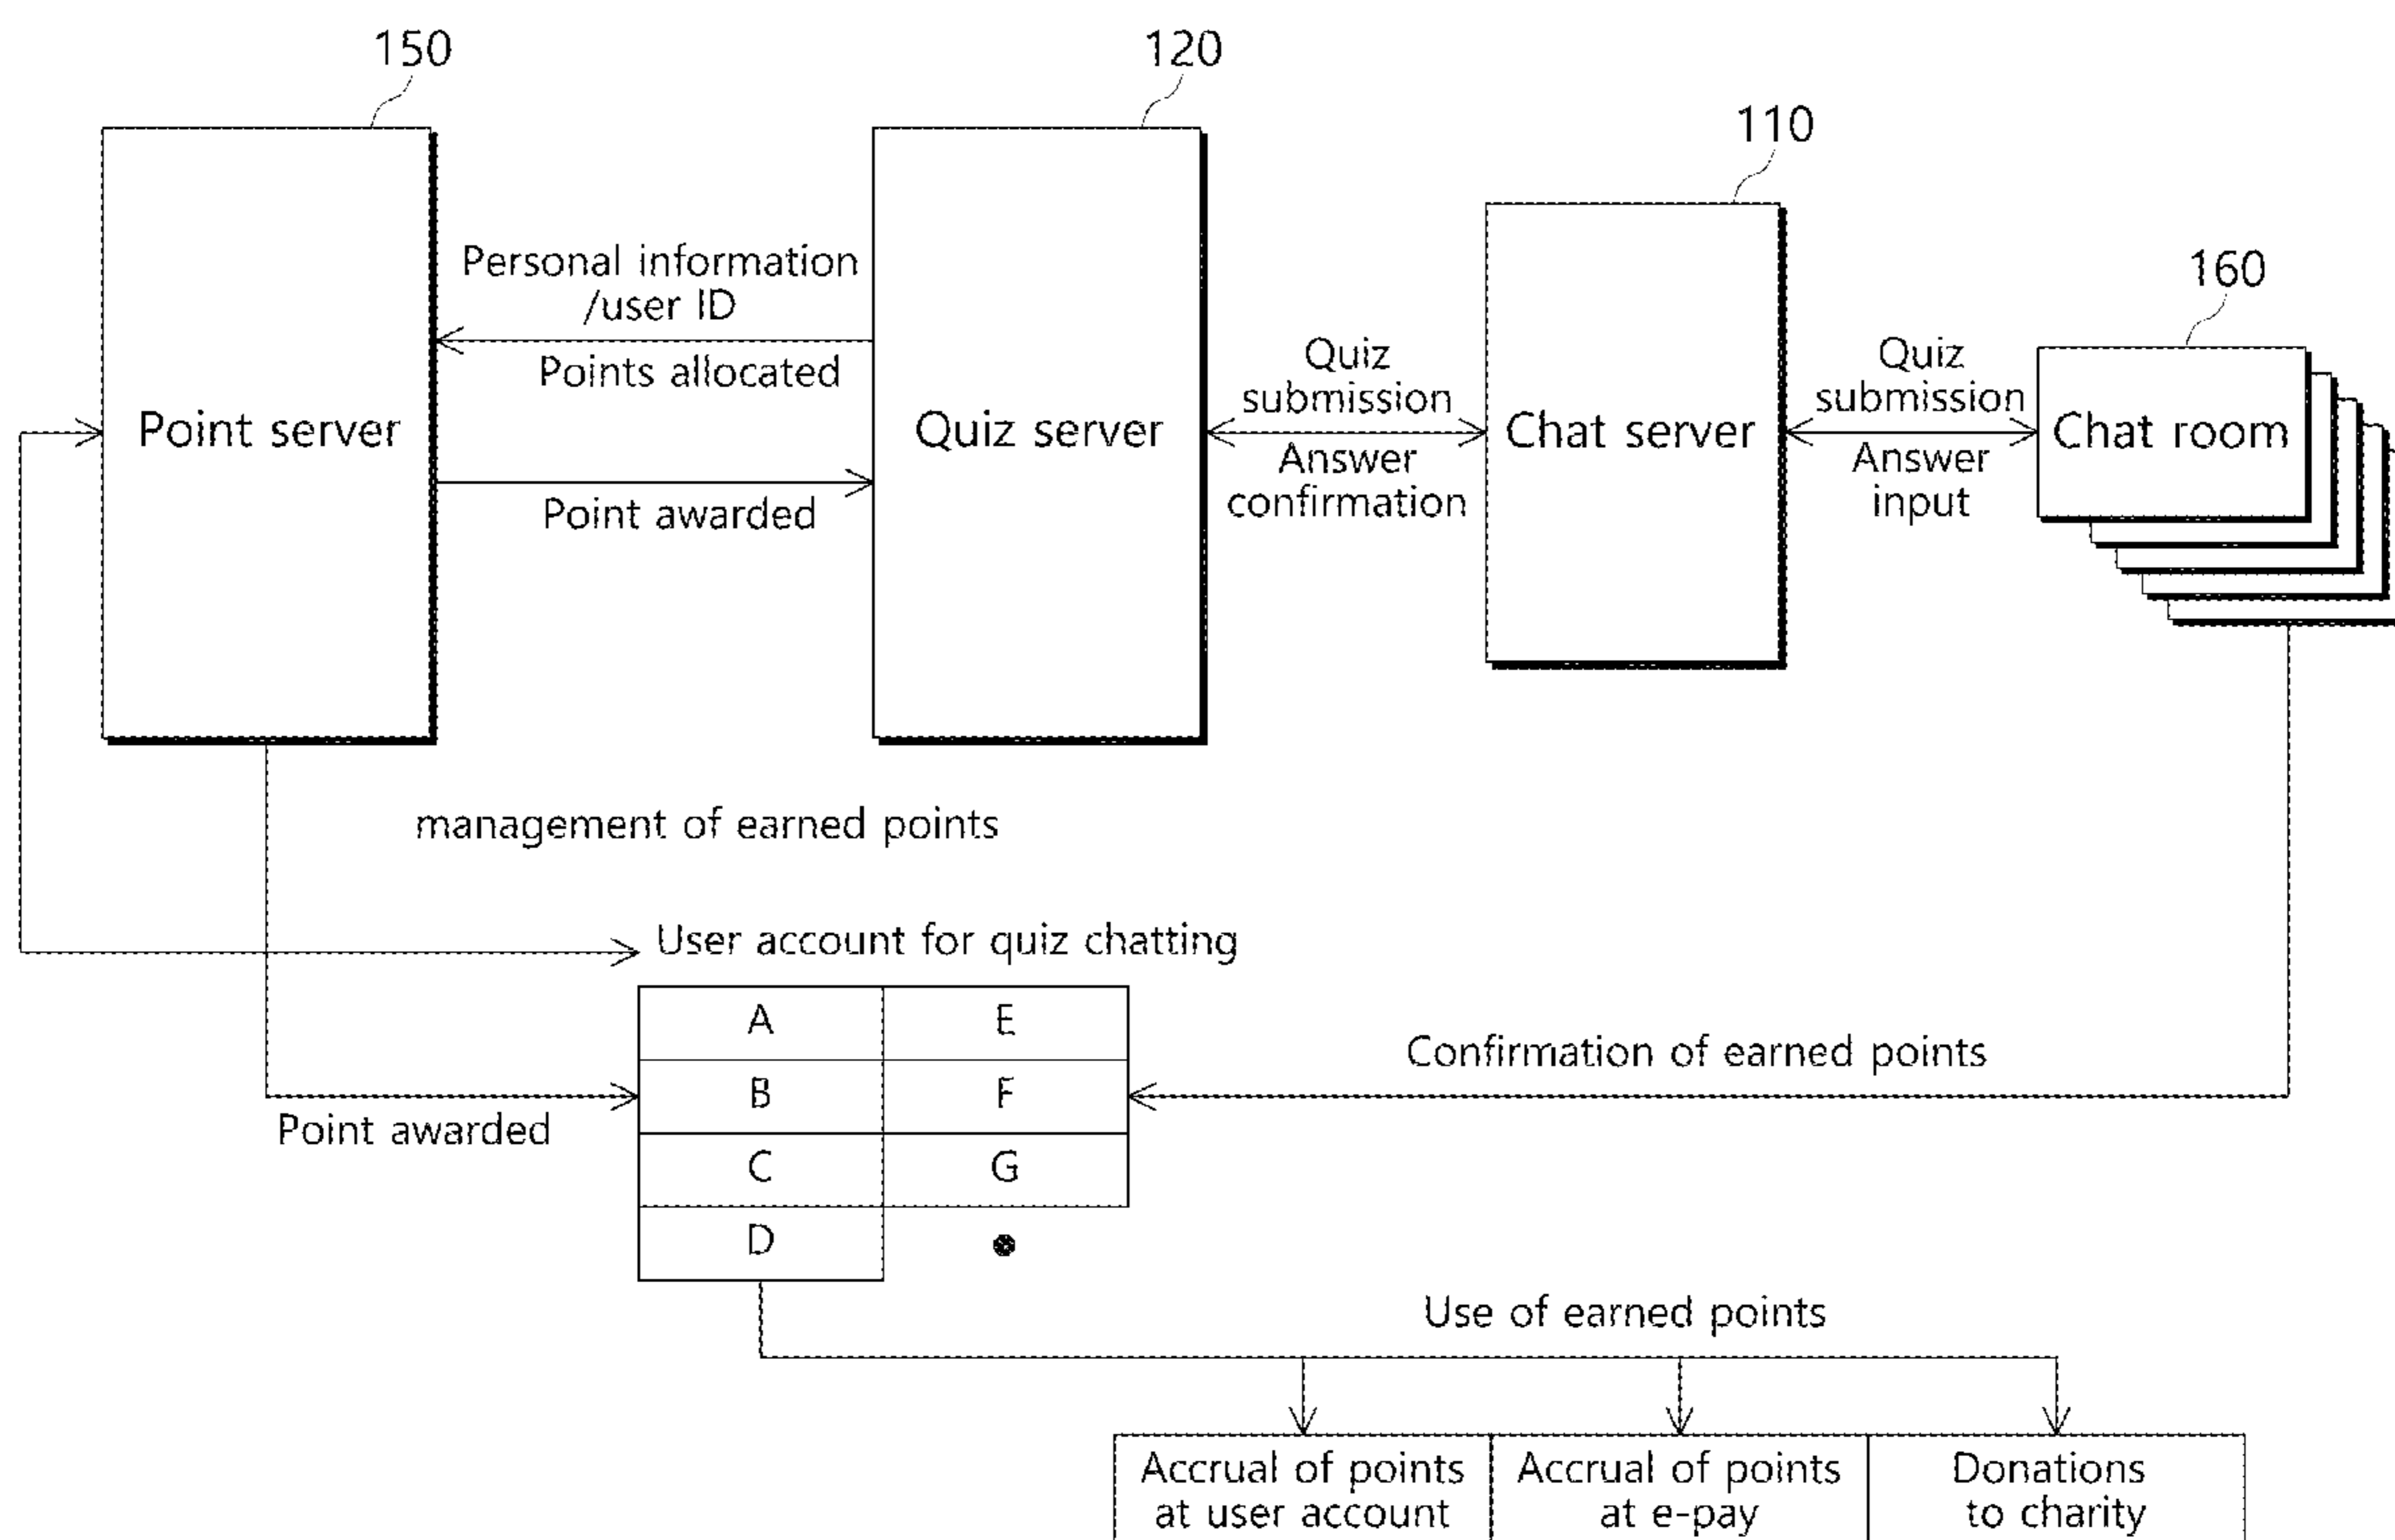 150
120
110
160
Personal information
/user ID
Points allocated
Point awarded
Point server
Quiz server
Quiz
submission
Answer
confirmation
Chat server
Quiz
submission
Answer
input
Chat room
management of earned points
User account for quiz chatting
A E
B F
C G
D
Point awarded
Confirmation of earned points
Use of earned points
Accrual of points
at user account
Accrual of points
at e-pay
Donations
to charity